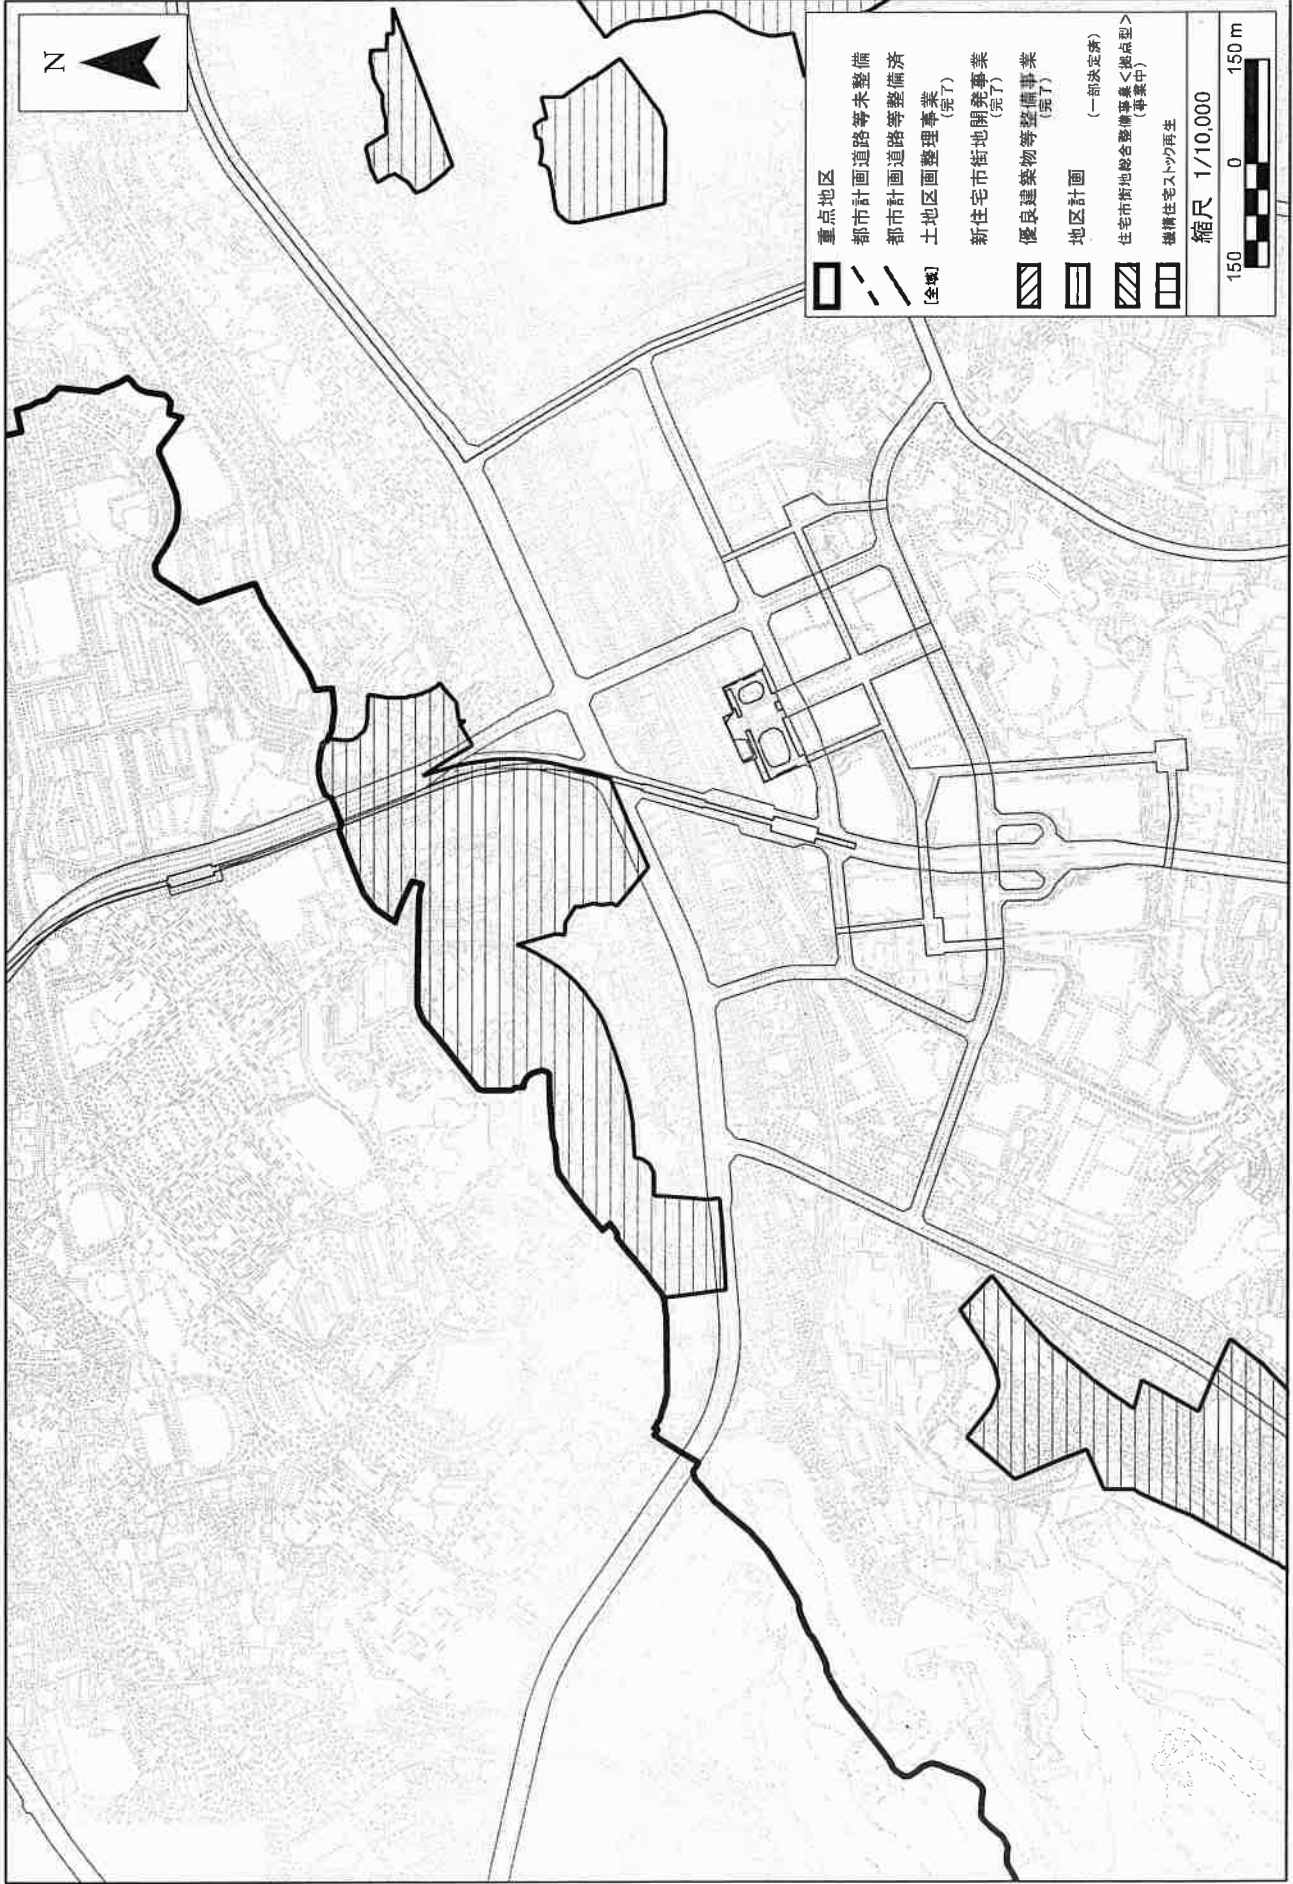 N
重点地区
都市計画道路等未整備
都市計画道路等整備済
[全域] 土地区画整理事業
(完了)
新住宅市街地開発事業
(完了)
優良建築物等整備事業
(完了)
地区計画
(一部決定済)
住宅市街地総合整備事業<拠点型>
(事業中)
機構住宅ストック再生
縮尺 1/10,000
150 0 150 m